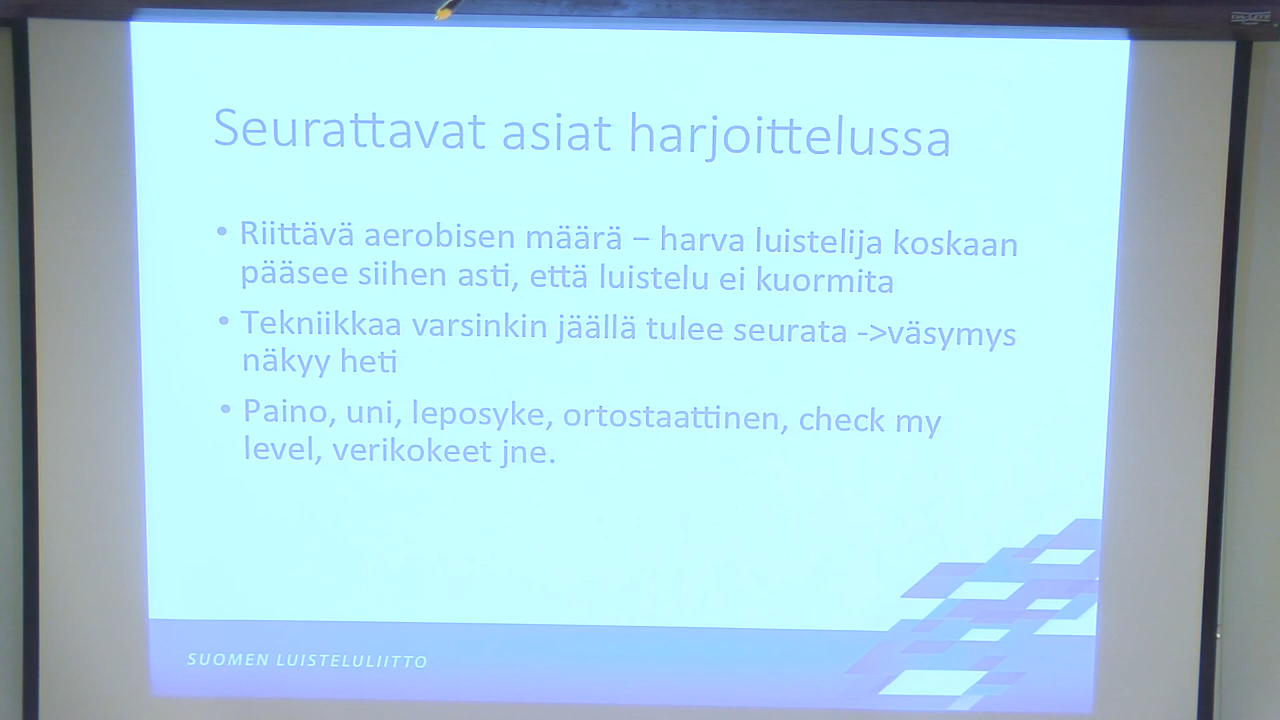 Seurattavat asiat harjoittelussa
• Riittävä aerobisen määrä – harva luistelija koskaan
pääsee siihen asti, että luistelu ei kuormita
• Tekniikkaa varsinkin jäällä tulee seurata ->väsymys
näkyy heti
• Paino, uni, leposyke, ortostaattinen, check my
level, verikokeet jne.
SUOMEN LUISTELULIITTO